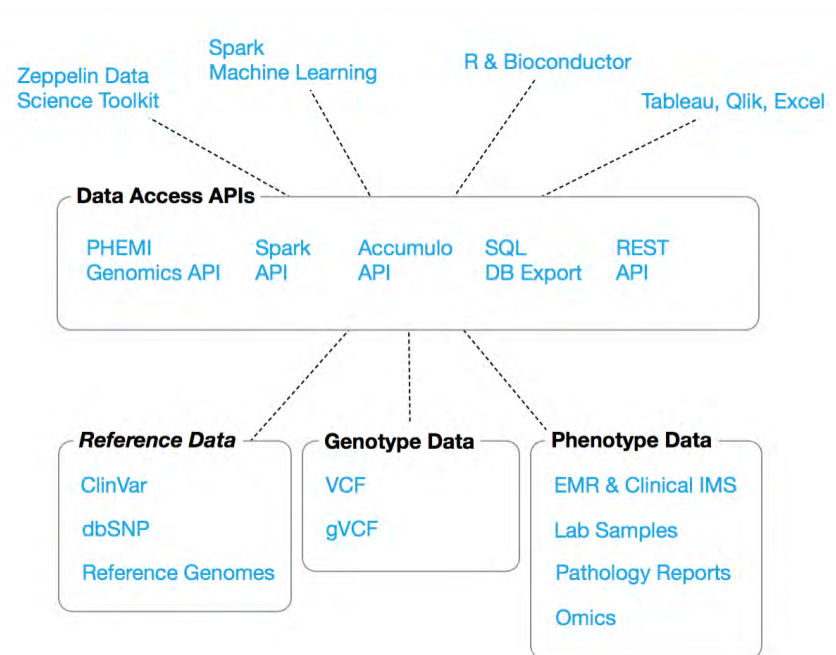 Spark
Machine Learning
R & Bioconductor
Zeppelin Data
Science Toolkit
Tableau, Qlik, Excel
Data Access APIs
PHEMI
Genomics API
Spark
API
Accumulo
API
SQL
DB Export
REST
API
Reference Data
ClinVar
dbSNP
Reference Genomes
Genotype Data
VCF
gVCF
Phenotype Data
EMR & Clinical IMS
Lab Samples
Pathology Reports
Omics